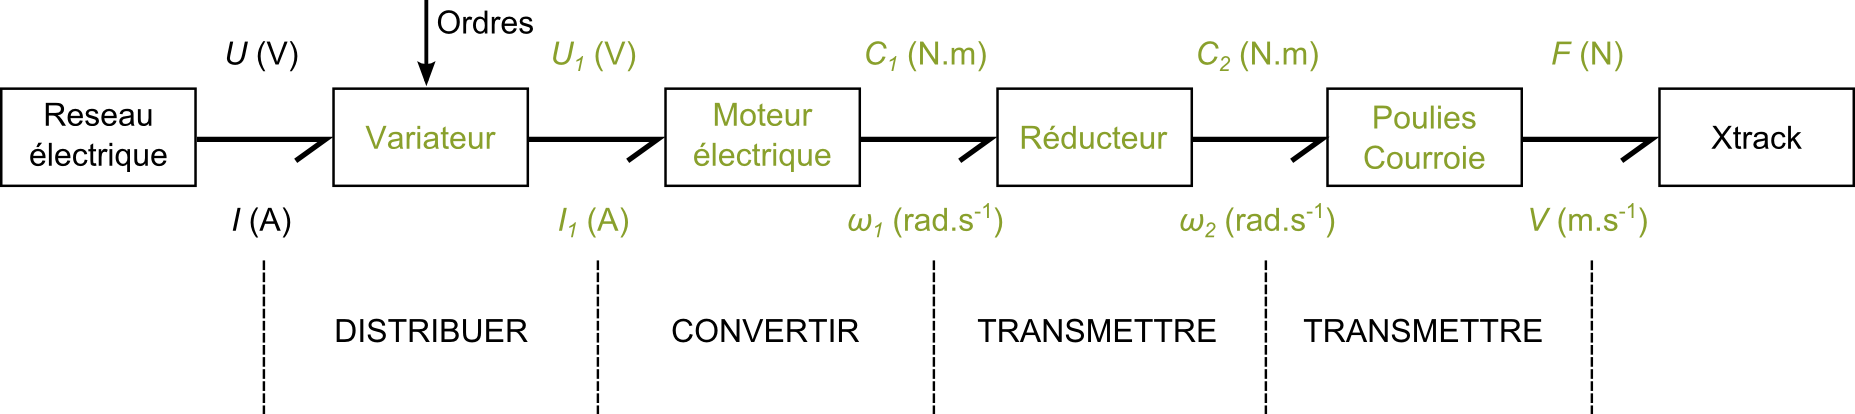 Ordres
U (V)
U₁ (V)
C₁ (N.m)
C₂ (N.m)
F (N)
Reseau
électrique
Variateur
Moteur
électrique
Réducteur
Poulies
Courroie
Xtrack
I (A)
I₁ (A)
ω₁ (rad.s⁻¹)
ω₂ (rad.s⁻¹)
V (m.s⁻¹)
DISTRIBUER
CONVERTIR
TRANSMETTRE
TRANSMETTRE